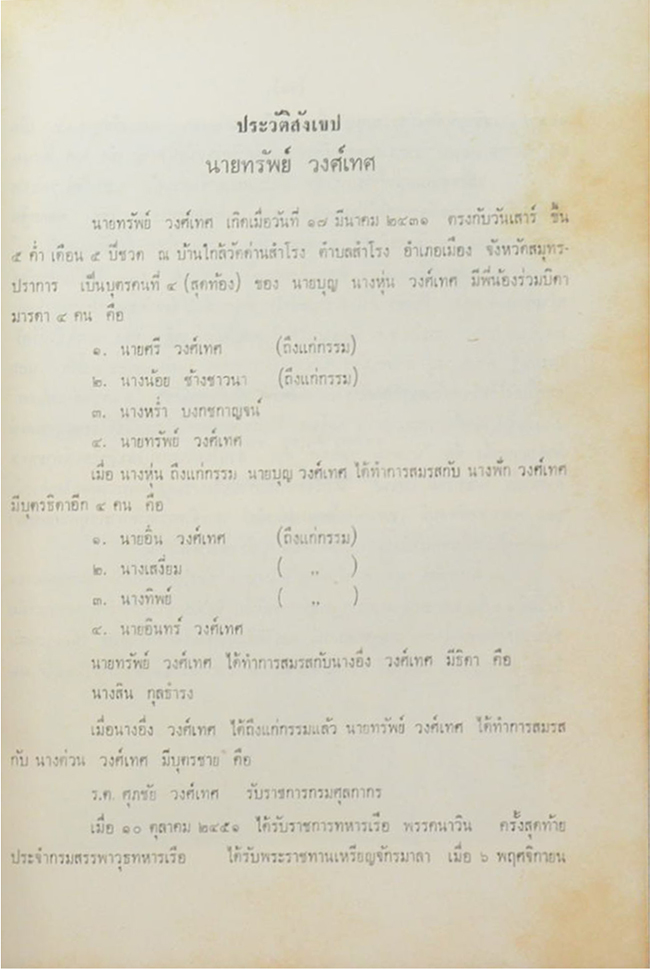 ประวัติสังเขป
นายทรัพย์ วงศ์เทศ
นายทรัพย์ วงศ์เทศ เกิดเมื่อวันที่ ๑๗ มีนาคม ๒๔๓๑ ตรงกับวันเสาร์ ขึ้น
๕ ค่ำ เดือน ๕ ปีชวด ณ บ้านใกล้วัดด่านสำโรง ตำบลสำโรง อำเภอเมือง จังหวัดสมุทร-
ปราการ เป็นบุตรคนที่ ๔ (สุดท้อง) ของ นายบุญ นางหุ่น วงศ์เทศ มีพี่น้องร่วมบิดา
มารดา ๔ คน คือ
๑. นายศรี วงศ์เทศ (ถึงแก่กรรม)
๒. นางน้อย ช้างชาวนา (ถึงแก่กรรม)
๓. นางหร่ำ บงกชกาญจน์
๔. นายทรัพย์ วงศ์เทศ
เมื่อ นางหุ่น ถึงแก่กรรม นายบุญ วงศ์เทศ ได้ทำการสมรสกับ นางพัก วงศ์เทศ
มีบุตรธิดาอีก ๔ คน คือ
๑. นายอิ่น วงศ์เทศ (ถึงแก่กรรม)
๒. นางเสงี่ยม ( ,, )
๓. นางทิพย์ ( ,, )
๔. นายอินทร์ วงศ์เทศ
นายทรัพย์ วงศ์เทศ ได้ทำการสมรสกับนางอึ่ง วงศ์เทศ มีธิดา คือ
นางสิน กุลธำรง
เมื่อนางอึ่ง วงศ์เทศ ได้ถึงแก่กรรมแล้ว นายทรัพย์ วงศ์เทศ ได้ทำการสมรส
กับ นางด่วน วงศ์เทศ มีบุตรชาย คือ
ร.ต. ศุภชัย วงศ์เทศ รับราชการกรมศุลกากร
เมื่อ ๑๐ ตุลาคม ๒๔๕๑ ได้รับราชการทหารเรือ พรรคนาวิน ครั้งสุดท้าย
ประจำกรมสรรพาวุธทหารเรือ ได้รับพระราชทานเหรียญจักรมาลา เมื่อ ๖ พฤศจิกายน